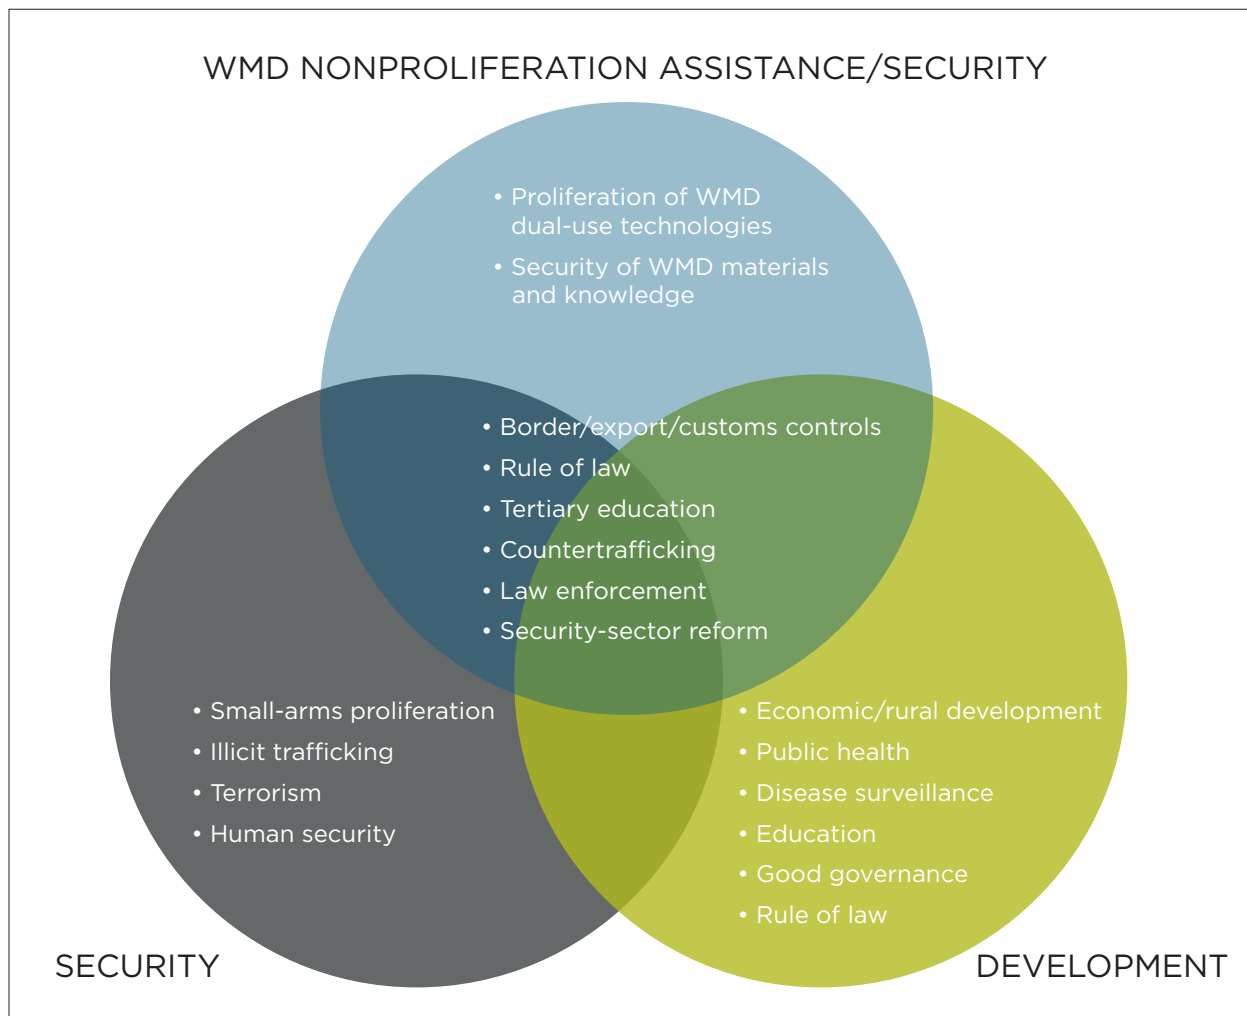 WMD NONPROLIFERATION ASSISTANCE/SECURITY
• Proliferation of WMD
dual-use technologies
• Security of WMD materials
and knowledge
• Border/export/customs controls
• Rule of law
• Tertiary education
• Countertrafficking
• Law enforcement
• Security-sector reform
• Small-arms proliferation
• Illicit trafficking
• Terrorism
• Human security
• Economic/rural development
• Public health
• Disease surveillance
• Education
• Good governance
• Rule of law
SECURITY
DEVELOPMENT